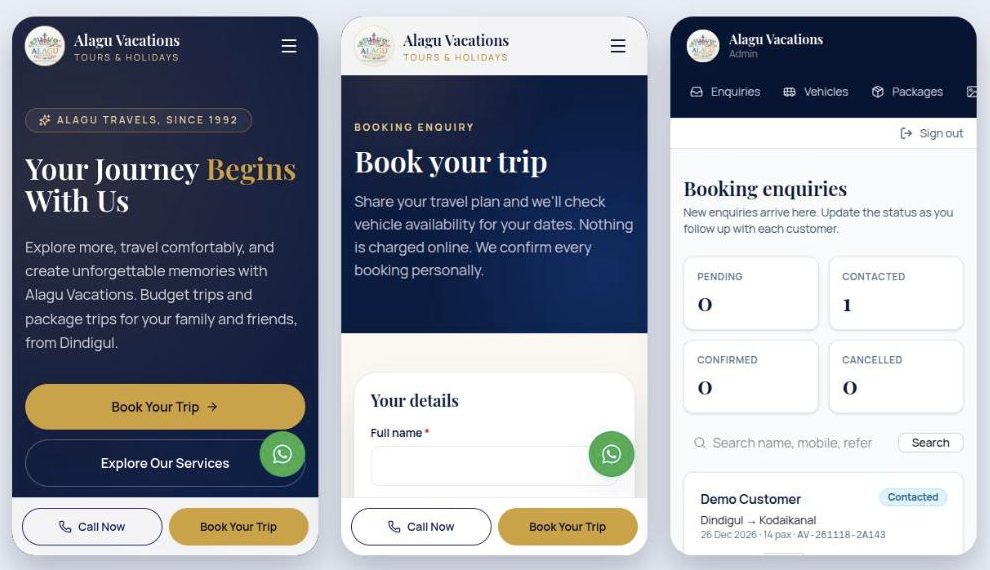 Alagu Vacations
TOURS & HOLIDAYS
ALAGU TRAVELS, SINCE 1992
Your Journey Begins
With Us
Explore more, travel comfortably, and
create unforgettable memories with
Alagu Vacations. Budget trips and
package trips for your family and friends,
from Dindigul.
Book Your Trip →
Explore Our Services
Call Now
Book Your Trip
Alagu Vacations
TOURS & HOLIDAYS
BOOKING ENQUIRY
Book your trip
Share your travel plan and we'll check
vehicle availability for your dates. Nothing
is charged online. We confirm every
booking personally.
Your details
Full name *
Call Now
Book Your Trip
Alagu Vacations
Admin
Enquiries Vehicles Packages
Sign out
Booking enquiries
New enquiries arrive here. Update the status as you
follow up with each customer.
PENDING
0
CONTACTED
1
CONFIRMED
0
CANCELLED
0
Search name, mobile, refer
Search
Demo Customer
Contacted
Dindigul → Kodaikanal
26 Dec 2026 · 14 pax · AV-261118-2A143